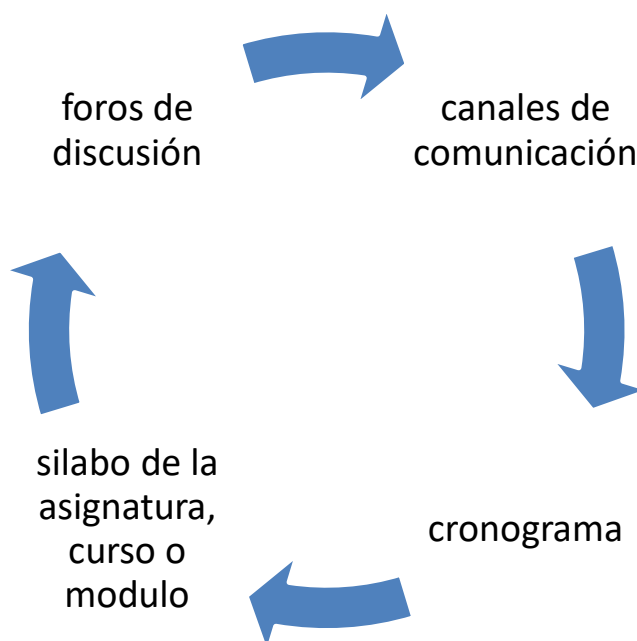 foros de
discusión
canales de
comunicación
cronograma
silabo de la
asignatura,
curso o
modulo